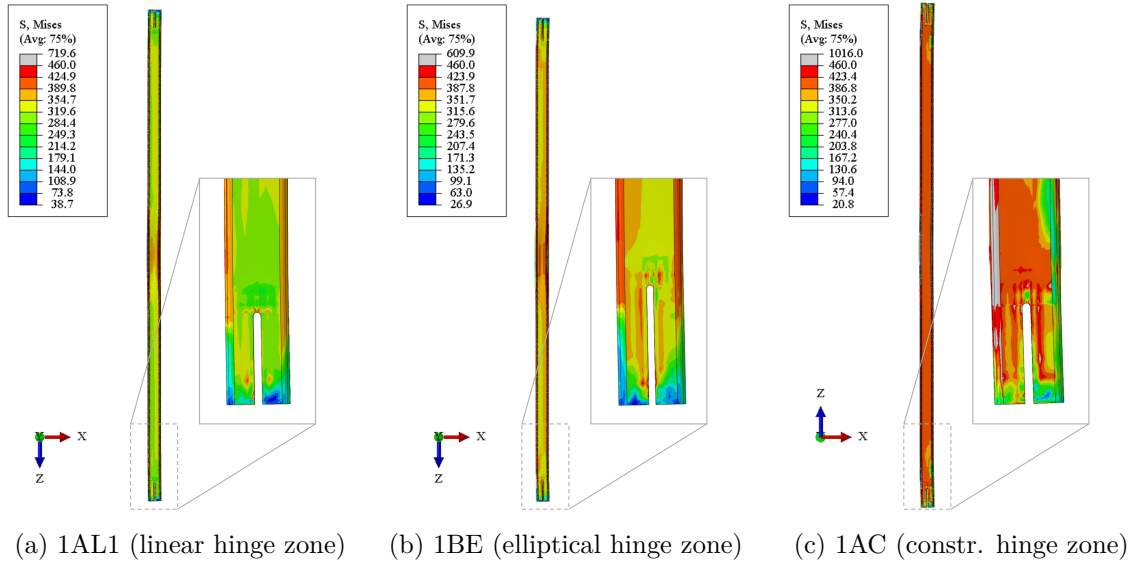 S, Mises
(Avg: 75%)
719.6
460.0
424.9
389.8
354.7
319.6
284.4
249.3
214.2
179.1
144.0
108.9
73.8
38.7
Y
X
Z
(a) 1AL1 (linear hinge zone)
S, Mises
(Avg: 75%)
609.9
460.0
423.9
387.8
351.7
315.6
279.6
243.5
207.4
171.3
135.2
99.1
63.0
26.9
Y
X
Z
(b) 1BE (elliptical hinge zone)
S, Mises
(Avg: 75%)
1016.0
460.0
423.4
386.8
350.2
313.6
277.0
240.4
203.8
167.2
130.6
94.0
57.4
20.8
Z
X
(c) 1AC (constr. hinge zone)